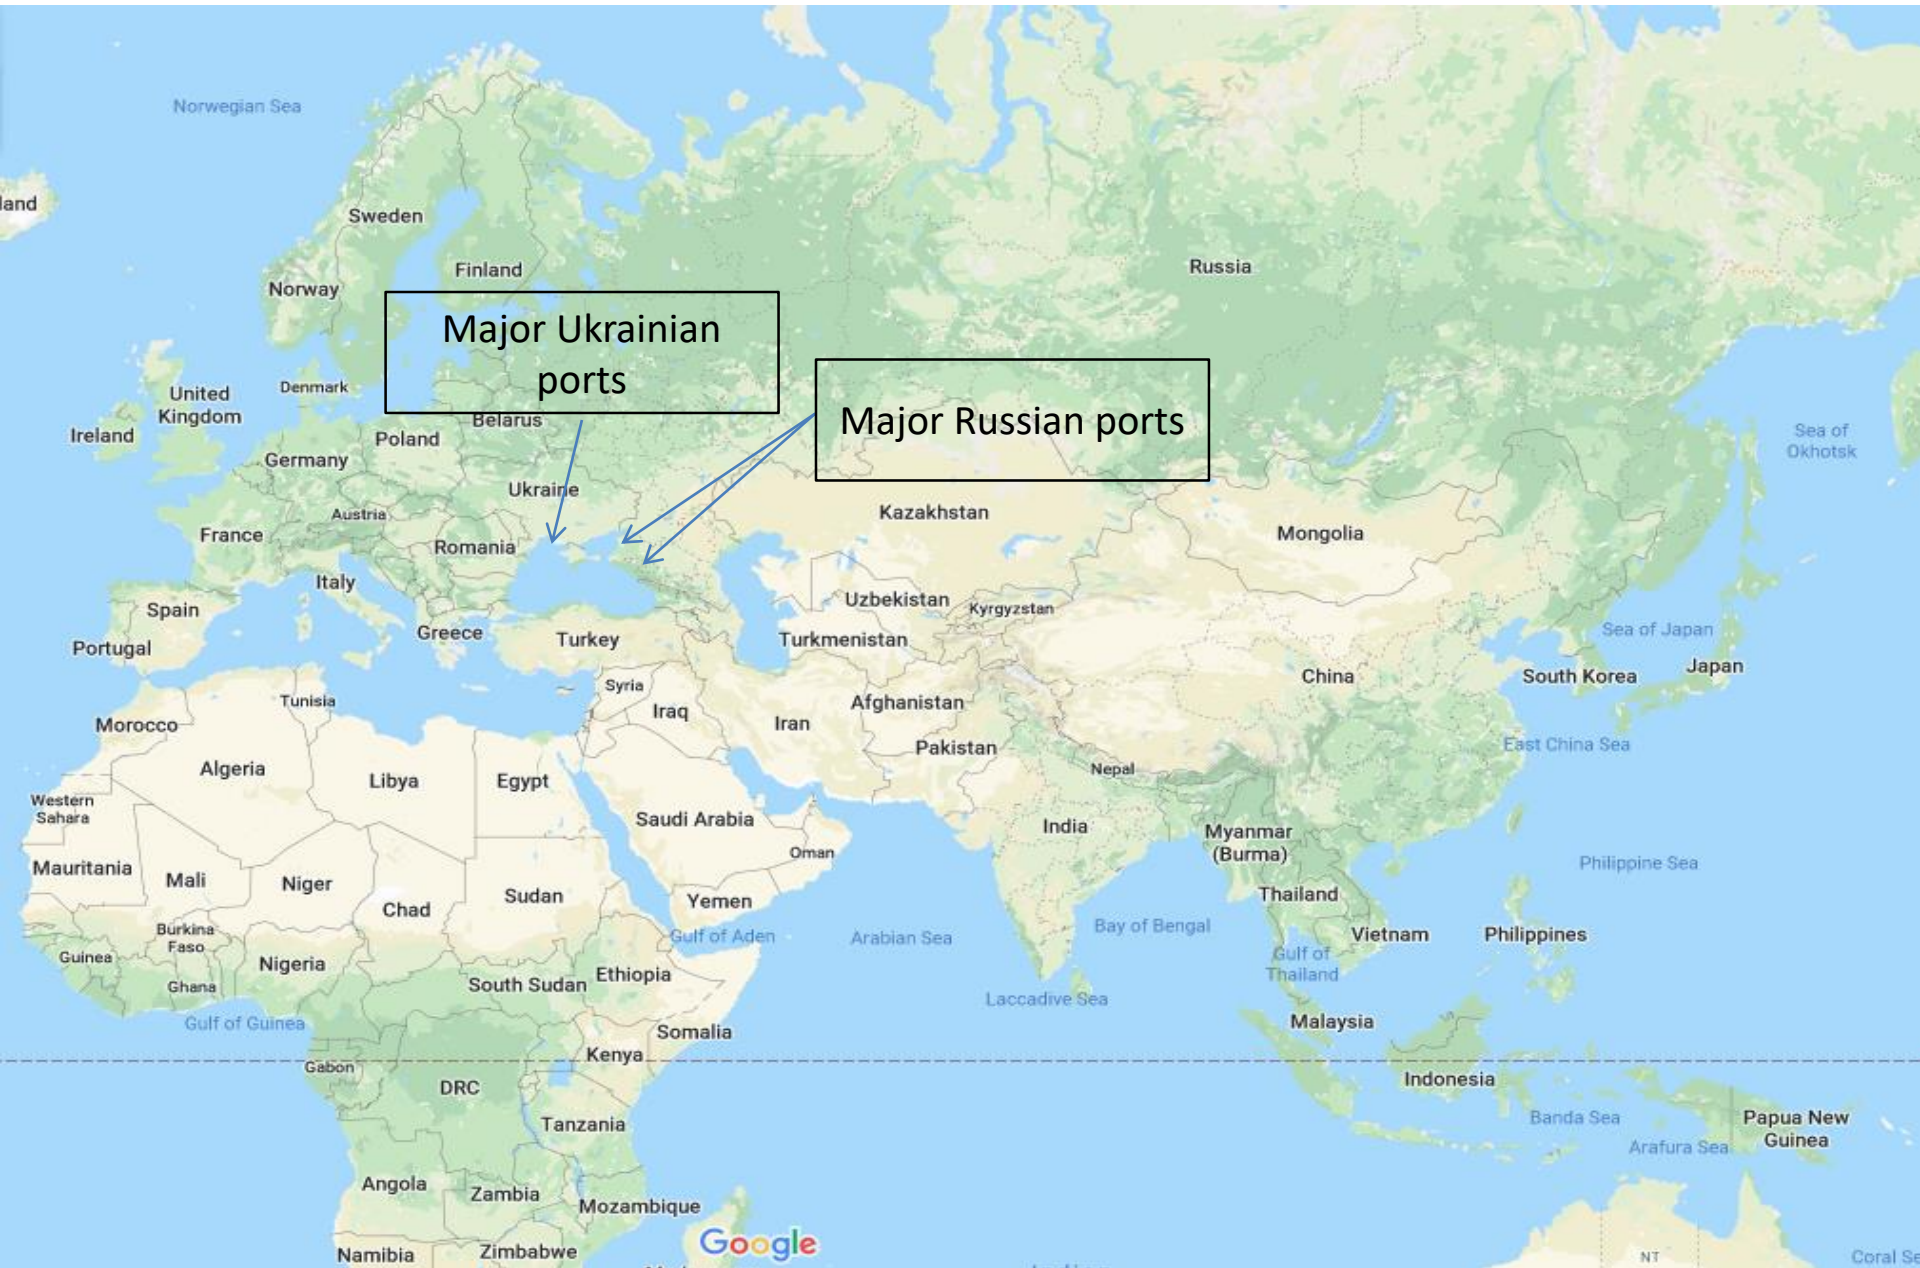 Norwegian Sea
Sweden
Finland
Norway
Russia
Major Ukrainian
ports
Major Russian ports
United
Kingdom
Denmark
Ireland
Belarus
Poland
Germany
Sea of
Okhotsk
Ukraine
Austria
France
Romania
Kazakhstan
Mongolia
Italy
Spain
Uzbekistan
Kyrgyzstan
Portugal
Greece
Turkey
Turkmenistan
Sea of Japan
Japan
South Korea
China
Syria
Tunisia
Morocco
Iraq
Iran
Afghanistan
Pakistan
East China Sea
Algeria
Libya
Egypt
Nepal
Western
Sahara
Saudi Arabia
India
Myanmar
(Burma)
Oman
Philippine Sea
Mauritania
Mali
Niger
Chad
Sudan
Yemen
Thailand
Burkina
Faso
Gulf of Aden
Arabian Sea
Bay of Bengal
Vietnam
Philippines
Guinea
Nigeria
Ghana
South Sudan
Ethiopia
Gulf of
Thailand
Laccadive Sea
Gulf of Guinea
Somalia
Malaysia
Kenya
Gabon
DRC
Indonesia
Tanzania
Banda Sea
Papua New
Guinea
Arafura Sea
Angola
Zambia
Mozambique
Google
Namibia
Zimbabwe
NT